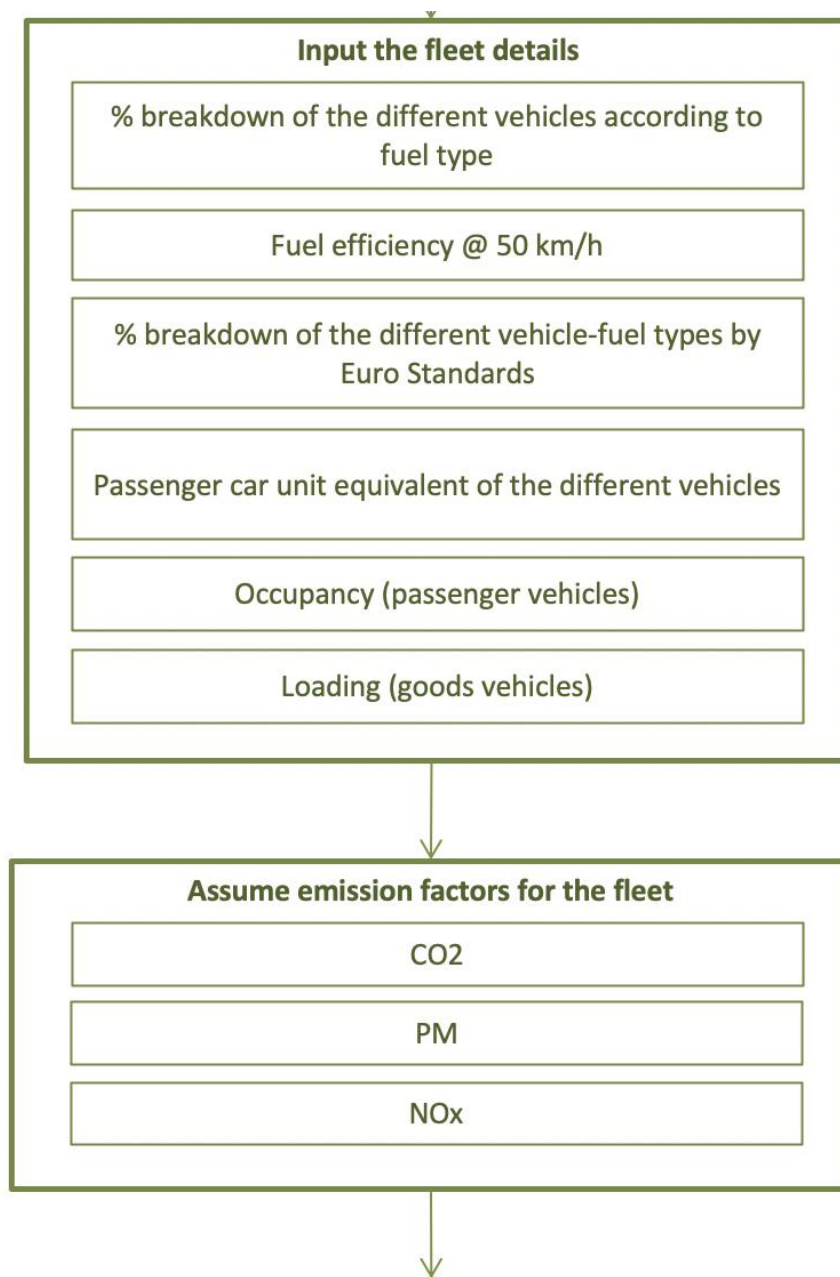 Input the fleet details
% breakdown of the different vehicles according to
fuel type
Fuel efficiency @ 50 km/h
% breakdown of the different vehicle-fuel types by
Euro Standards
Passenger car unit equivalent of the different vehicles
Occupancy (passenger vehicles)
Loading (goods vehicles)
Assume emission factors for the fleet
CO2
PM
NOx